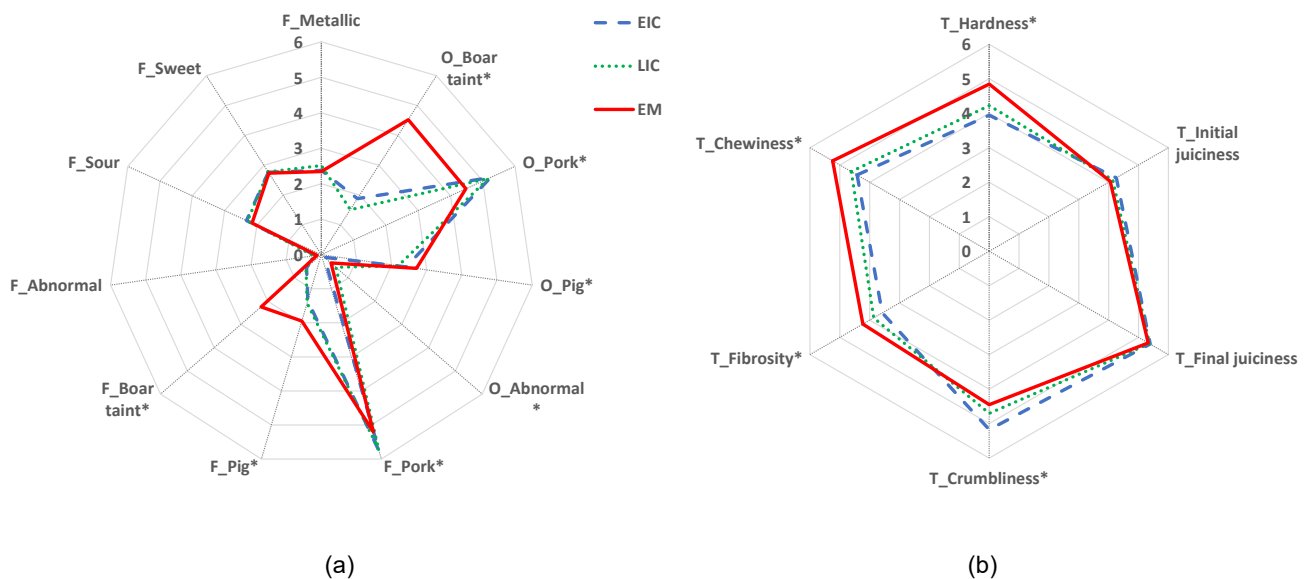 F_Metallic
O_Boar
taint*
O_Pork*
O_Pig*
O_Abnormal
*
F_Pork*
F_Pig*
F_Boar
taint*
F_Abnormal
F_Sour
F_Sweet
6
5
4
3
2
1
0
EIC
LIC
EM
T_Hardness*
T_Initial
juiciness
T_Final juiciness
T_Crumbliness*
T_Fibrosity*
T_Chewiness*
6
5
4
3
2
1
0
(a)
(b)